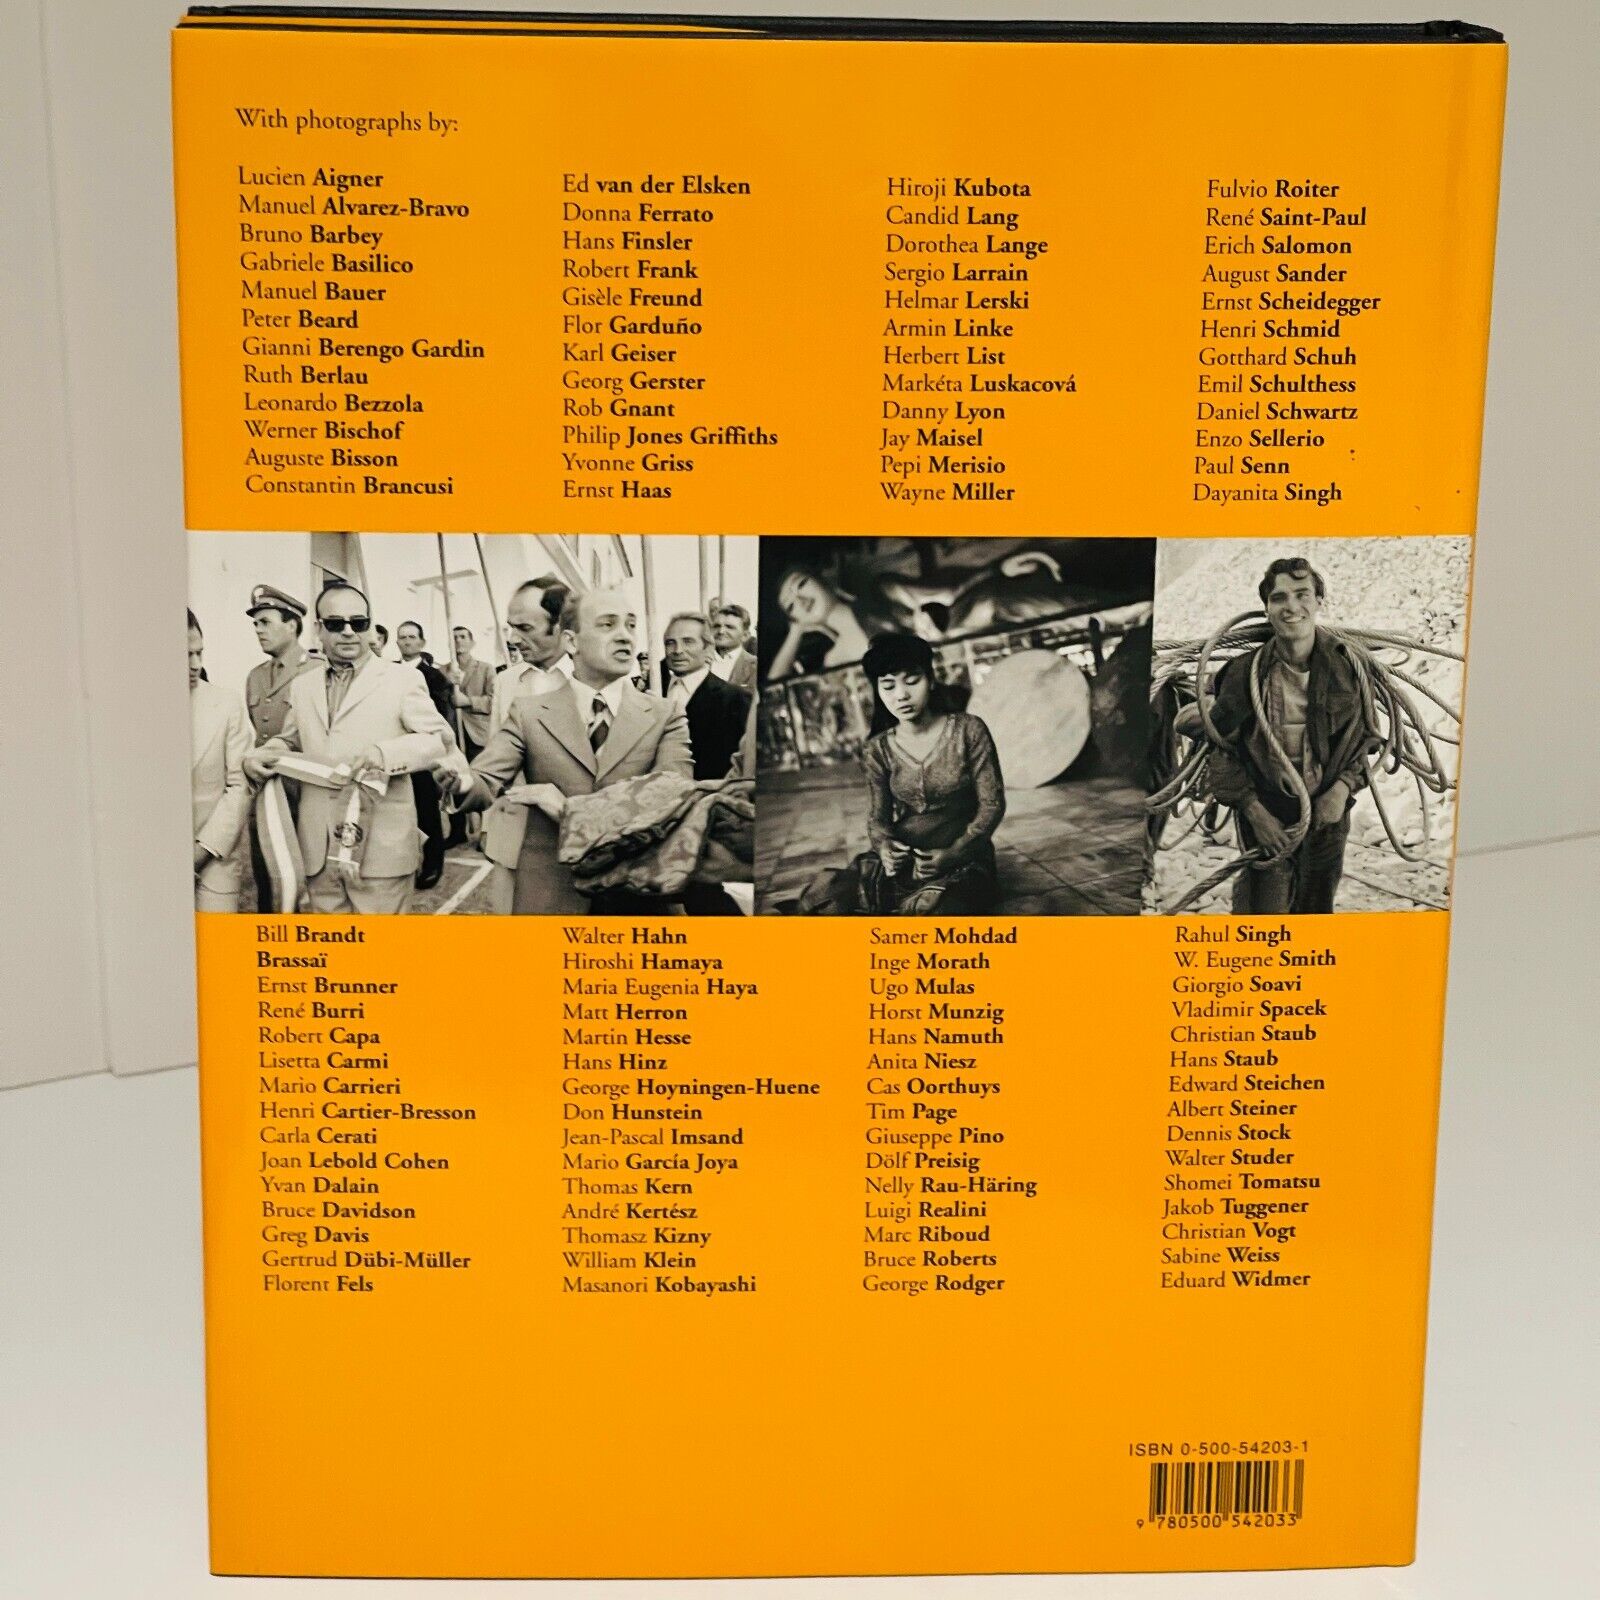 With photographs by:
Lucien Aigner
Manuel Alvarez-Bravo
Bruno Barbey
Gabriele Basilico
Manuel Bauer
Peter Beard
Gianni Berengo Gardin
Ruth Berlau
Leonardo Bezzola
Werner Bischof
Auguste Bisson
Constantin Brancusi
Ed van der Elsken
Donna Ferrato
Hans Finsler
Robert Frank
Gisèle Freund
Flor Garduño
Karl Geiser
Georg Gerster
Rob Gnant
Philip Jones Griffiths
Yvonne Griss
Ernst Haas
Hiroji Kubota
Candid Lang
Dorothea Lange
Sergio Larrain
Helmar Lerski
Armin Linke
Herbert List
Markéta Luskacová
Danny Lyon
Jay Maisel
Pepi Merisio
Wayne Miller
Fulvio Roiter
René Saint-Paul
Erich Salomon
August Sander
Ernst Scheidegger
Henri Schmid
Gotthard Schuh
Emil Schulthess
Daniel Schwartz
Enzo Sellerio
Paul Senn
Dayanita Singh
Bill Brandt
Brassaï
Ernst Brunner
René Burri
Robert Capa
Lisetta Carmi
Mario Carrieri
Henri Cartier-Bresson
Carla Cerati
Joan Lebold Cohen
Yvan Dalain
Bruce Davidson
Greg Davis
Gertrud Dübi-Müller
Florent Fels
Walter Hahn
Hiroshi Hamaya
Maria Eugenia Haya
Matt Herron
Martin Hesse
Hans Hinz
George Hoyningen-Huene
Don Hunstein
Jean-Pascal Imsand
Mario García Joya
Thomas Kern
André Kertész
Thomasz Kizny
William Klein
Masanori Kobayashi
Samer Mohdad
Inge Morath
Ugo Mulas
Horst Munzig
Hans Namuth
Anita Niesz
Cas Oorthuys
Tim Page
Giuseppe Pino
Dölf Preisig
Nelly Rau-Häring
Luigi Realini
Marc Riboud
Bruce Roberts
George Rodger
Rahul Singh
W. Eugene Smith
Giorgio Soavi
Vladimir Spacek
Christian Staub
Hans Staub
Edward Steichen
Albert Steiner
Dennis Stock
Walter Studer
Shomei Tomatsu
Jakob Tuggener
Christian Vogt
Sabine Weiss
Eduard Widmer
ISBN 0-500-54203-1
9 780500 542033